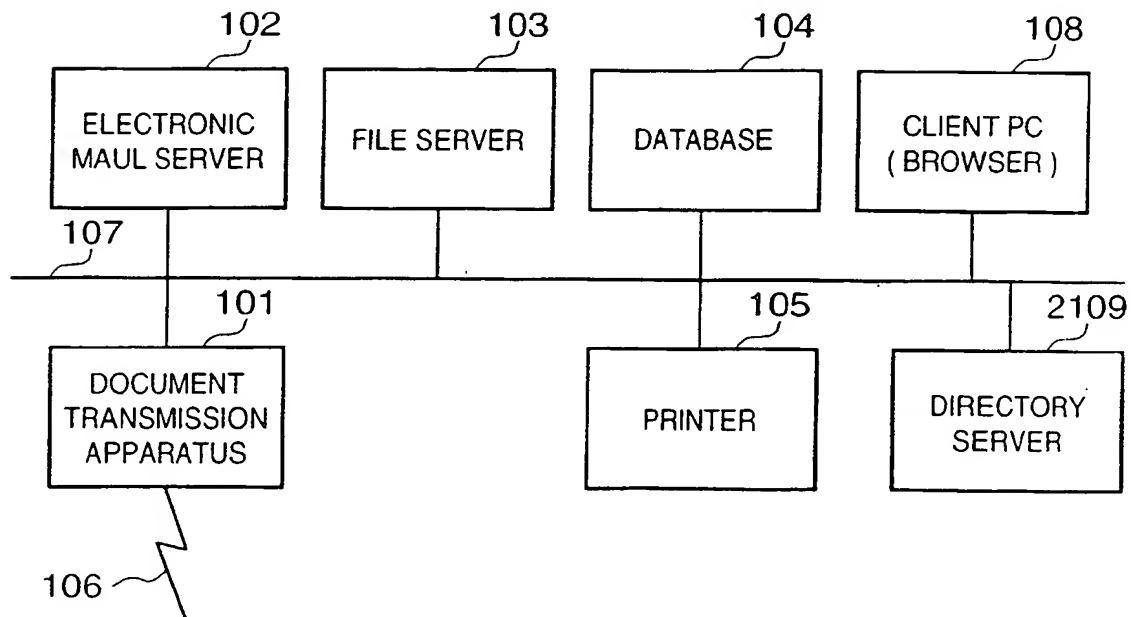 102
103
104
108
ELECTRONIC
MAUL SERVER
FILE SERVER
DATABASE
CLIENT PC
( BROWSER )
107
101
105
2109
DOCUMENT
TRANSMISSION
APPARATUS
PRINTER
DIRECTORY
SERVER
106